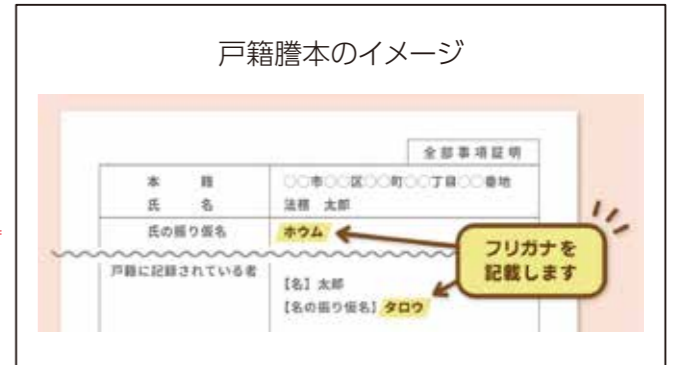 戸籍謄本のイメージ
全部事項証明
本　籍　○○市○○区○○町○○丁目○○番地
氏　名　法務 太郎
氏の振り仮名　ホウム
フリガナを
記載します
戸籍に記録されている者
【名】太郎
【名の振り仮名】タロウ